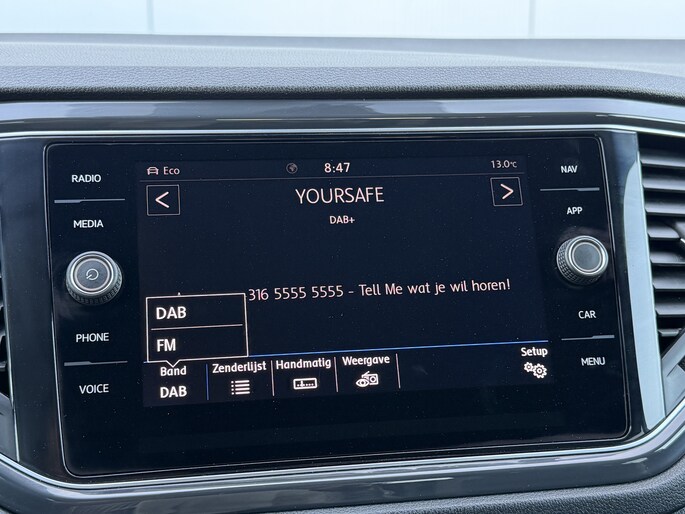 RADIO
MEDIA
PHONE
VOICE
Eco 8:47 13.0°C
< YOURSAFE >
DAB+
316 5555 5555 - Tell Me wat je wil horen!
DAB
FM
Band Zenderlijst Handmatig Weergave Setup
DAB
NAV
APP
CAR
MENU